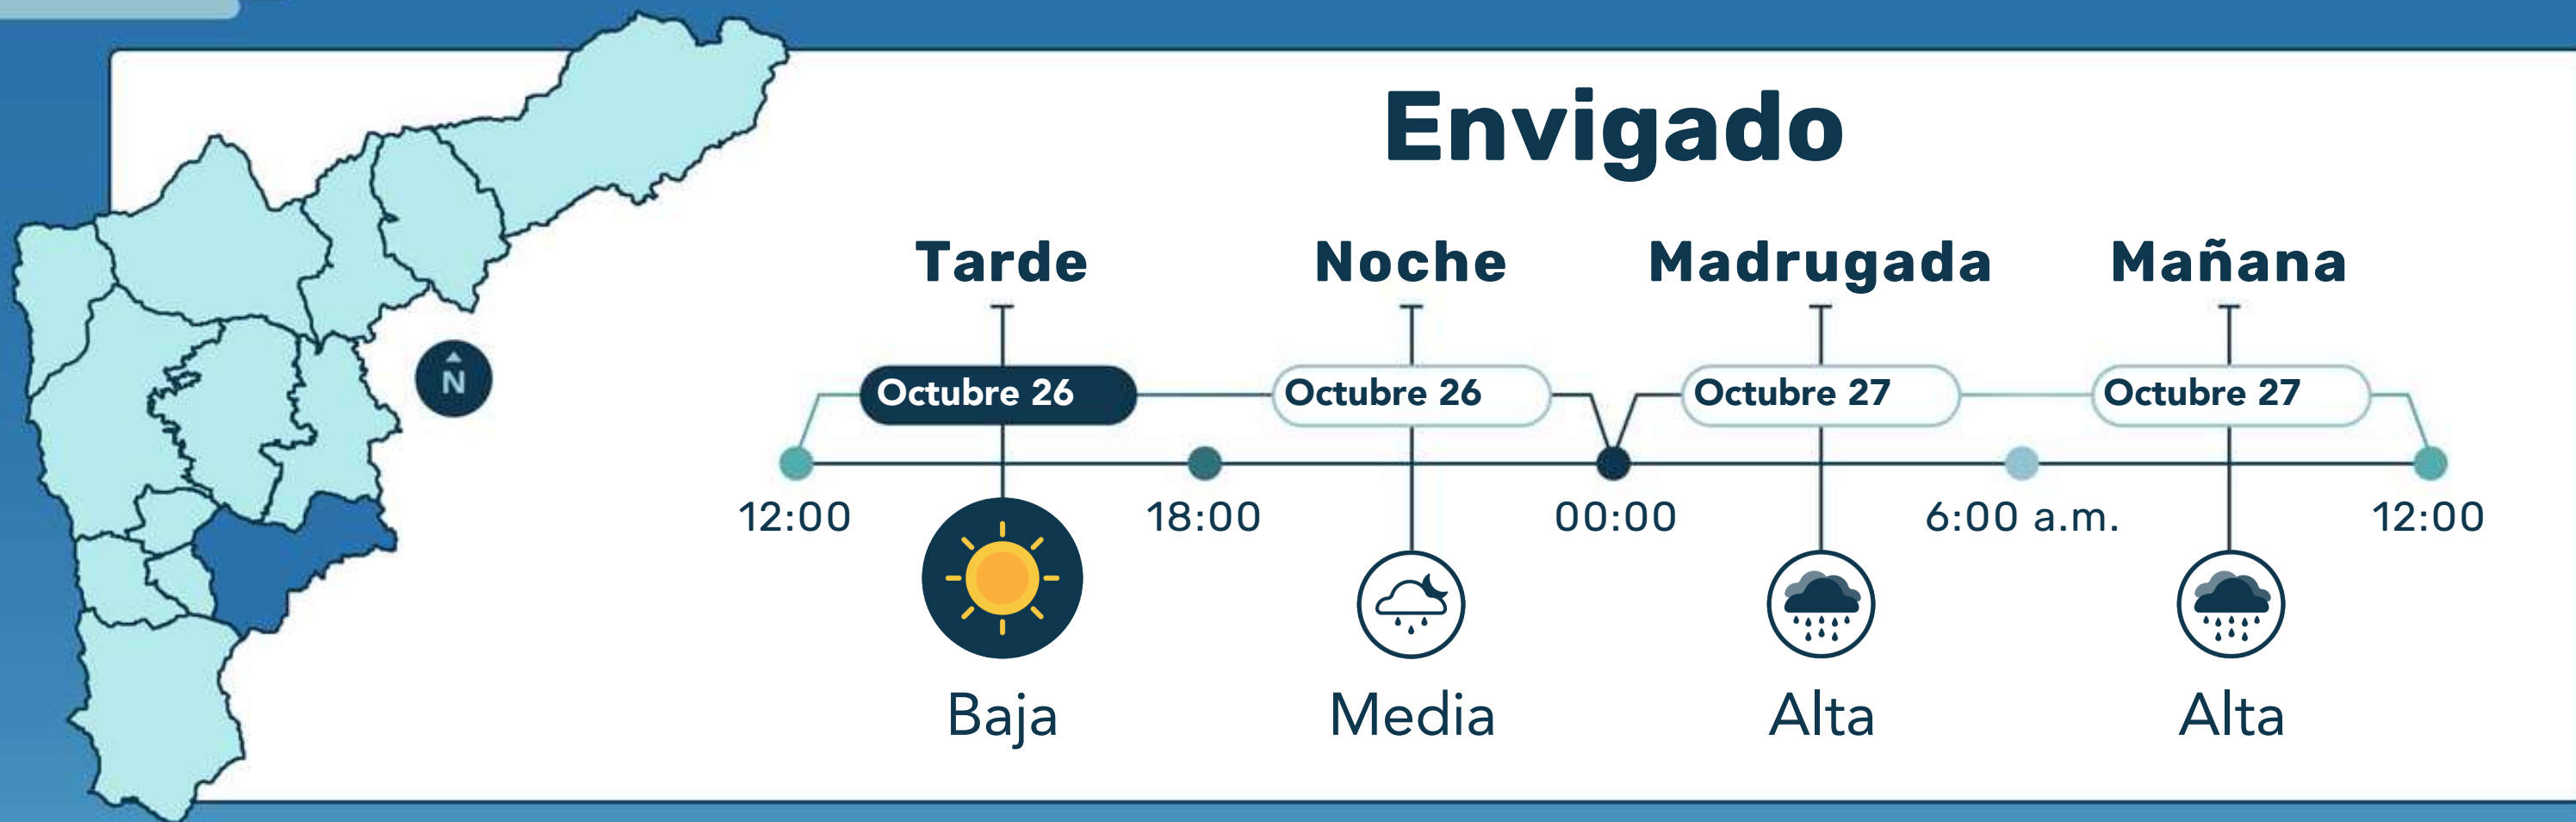 Envigado
Tarde Noche Madrugada Mañana
Octubre 26 Octubre 26 Octubre 27 Octubre 27
N
12:00 18:00 00:00 6:00 a.m. 12:00
Baja Media Alta Alta